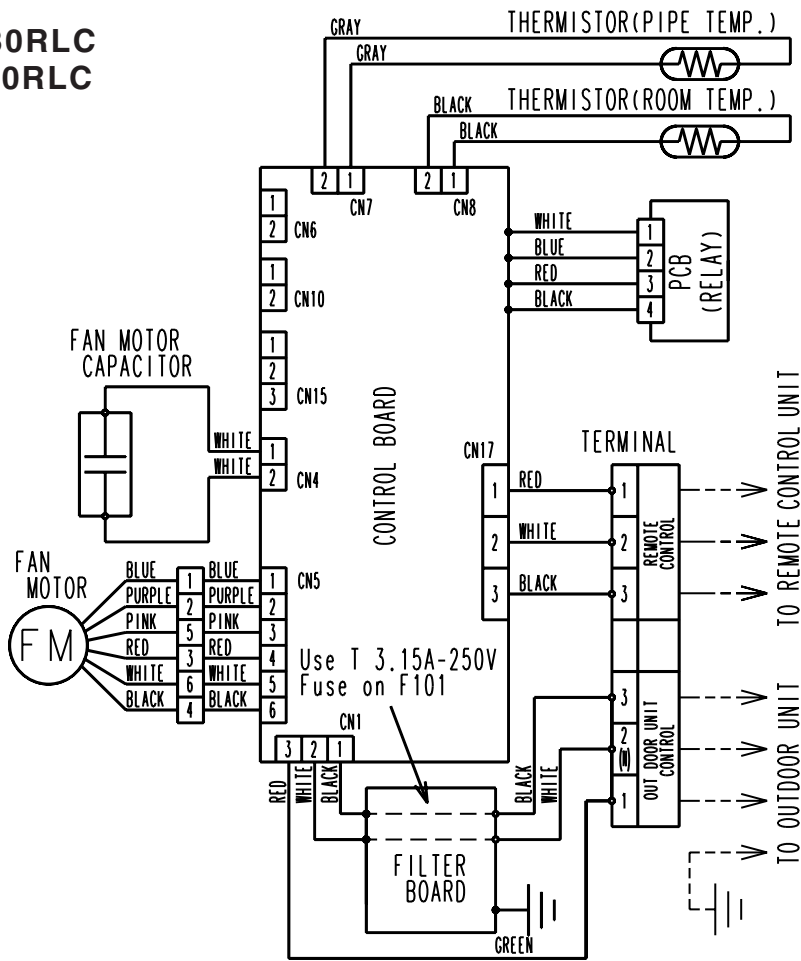 30RLC
0RLC
GRAY THERMISTOR(PIPE TEMP.)
GRAY
BLACK THERMISTOR(ROOM TEMP.)
BLACK
2 1 2 1
CN7 CN8
1
2 CN6
WHITE 1
BLUE 2
RED 3
BLACK 4
PCB
(RELAY)
1
2 CN10
FAN MOTOR
CAPACITOR
1
2
3 CN15
WHITE 1
WHITE 2 CN4
CONTROL BOARD
CN17
TERMINAL
1 RED 1
2 WHITE 2
3 BLACK 3
REMOTE
CONTROL
TO REMOTE CONTROL UNIT
FAN
MOTOR
FM
BLUE 1 BLUE 1 CN5
PURPLE 2 PURPLE 2
PINK 5 PINK 3
RED 3 RED 4
WHITE 6 WHITE 5
BLACK 4 BLACK 6
Use T 3.15A-250V
Fuse on F101
CN1
3 2 1
RED
WHITE
BLACK
BLACK
WHITE
3
2
(N)
1
OUT DOOR UNIT
CONTROL
TO OUTDOOR UNIT
FILTER
BOARD
GREEN